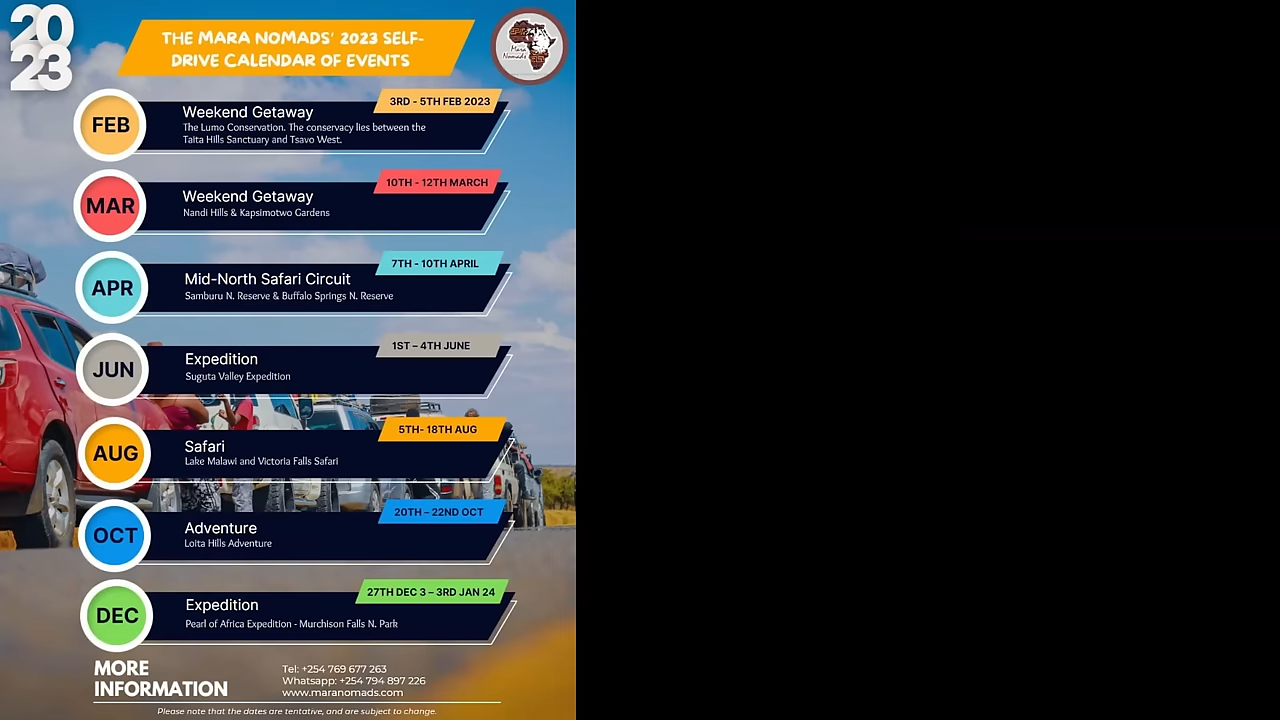 20
23
THE MARA NOMADS' 2023 SELF-
DRIVE CALENDAR OF EVENTS
Mara
Nomads
FEB
3RD - 5TH FEB 2023
Weekend Getaway
The Lumo Conservation. The conservacy lies between the
Taita Hills Sanctuary and Tsavo West.
MAR
10TH - 12TH MARCH
Weekend Getaway
Nandi Hills & Kapsimotwo Gardens
APR
7TH - 10TH APRIL
Mid-North Safari Circuit
Samburu N. Reserve & Buffalo Springs N. Reserve
JUN
1ST – 4TH JUNE
Expedition
Suguta Valley Expedition
AUG
5TH- 18TH AUG
Safari
Lake Malawi and Victoria Falls Safari
OCT
20TH – 22ND OCT
Adventure
Loita Hills Adventure
DEC
27TH DEC 3 – 3RD JAN 24
Expedition
Pearl of Africa Expedition - Murchison Falls N. Park
MORE
INFORMATION
Tel: +254 769 677 263
Whatsapp: +254 794 897 226
www.maranomads.com
Please note that the dates are tentative, and are subject to change.